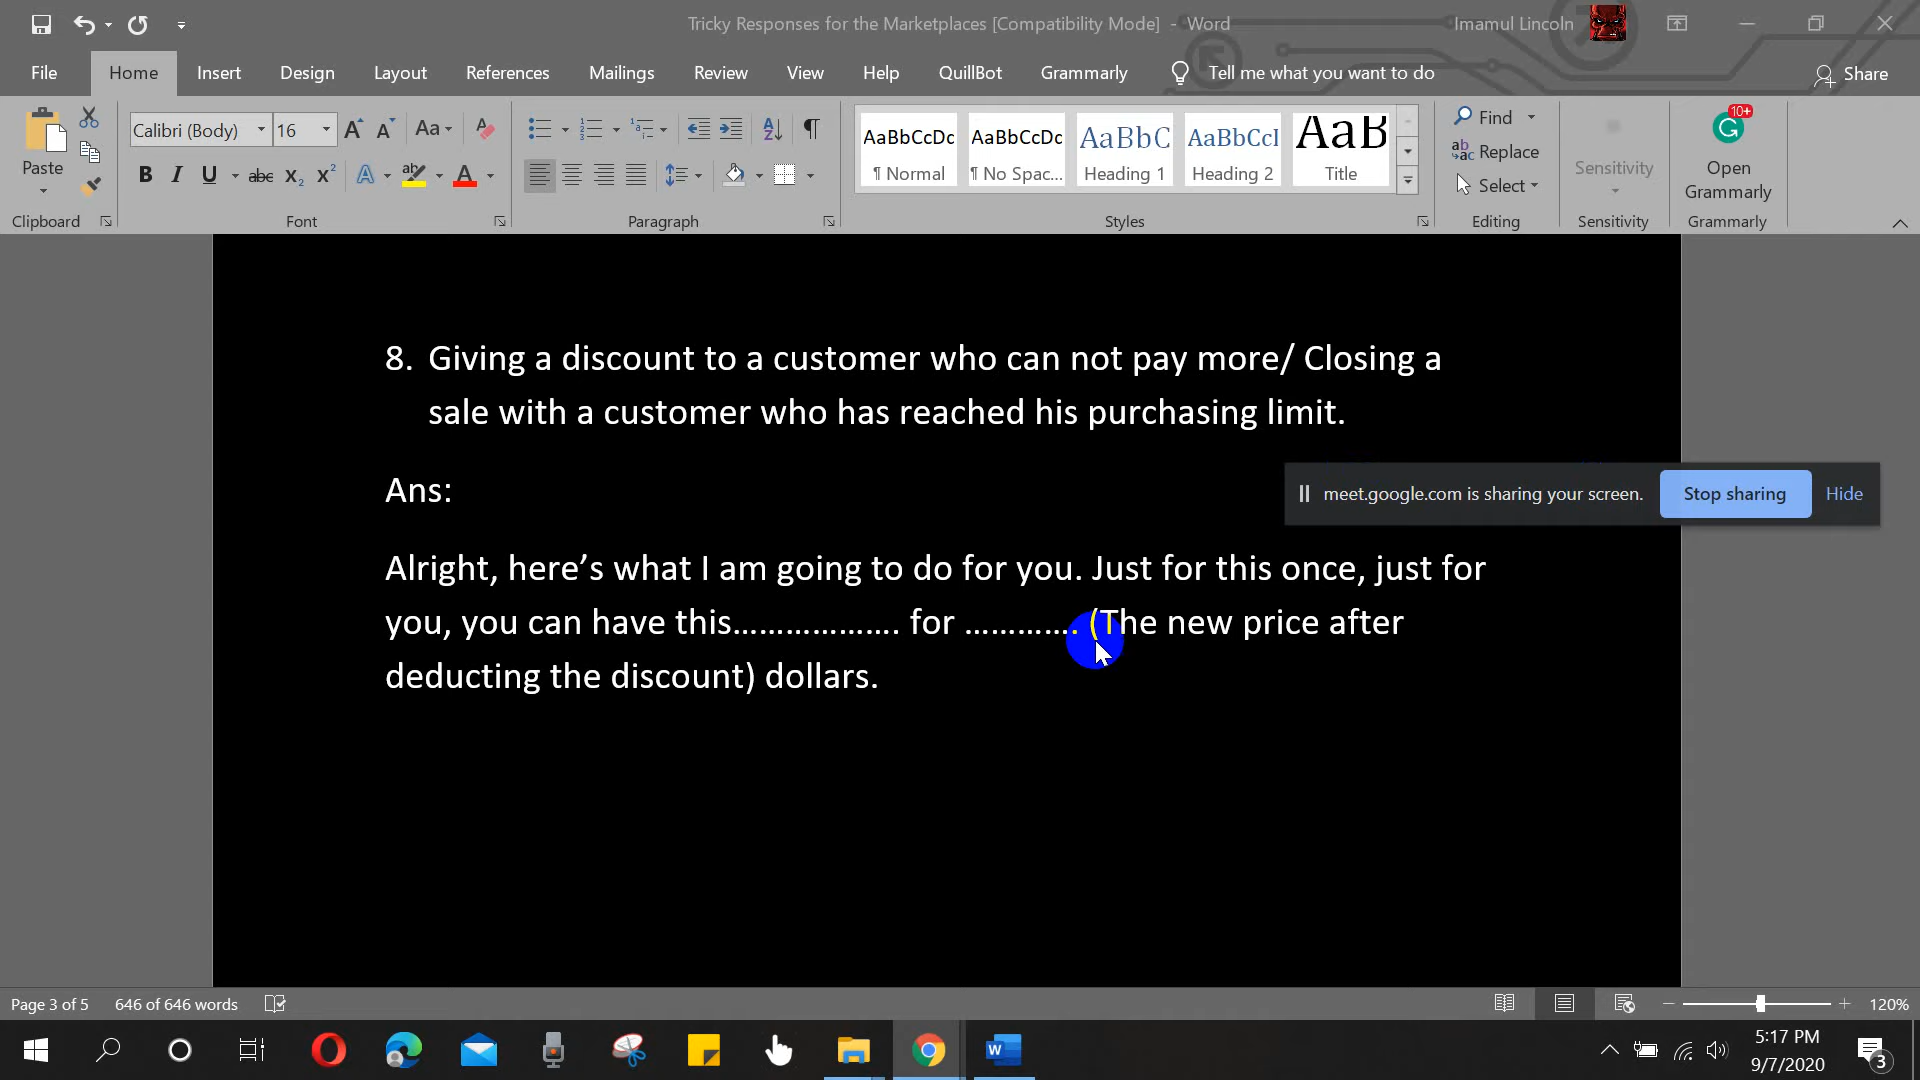 Tricky Responses for the Marketplaces [Compatibility Mode] - Word
Imamul Lincoln
File Home Insert Design Layout References Mailings Review View Help QuillBot Grammarly Tell me what you want to do Share
Paste
Clipboard
Calibri (Body) 16
Font
Paragraph
AaBbCcDc AaBbCcDc AaBbC AaBbCcI AaB
¶ Normal ¶ No Spac... Heading 1 Heading 2 Title
Styles
Find
Replace
Select
Editing
Sensitivity
Sensitivity
10+
Open
Grammarly
Grammarly
8. Giving a discount to a customer who can not pay more/ Closing a
sale with a customer who has reached his purchasing limit.
Ans:
meet.google.com is sharing your screen. Stop sharing Hide
Alright, here’s what I am going to do for you. Just for this once, just for
you, you can have this………………. for …………. (The new price after
deducting the discount) dollars.
Page 3 of 5 646 of 646 words 120%
5:17 PM
9/7/2020
3